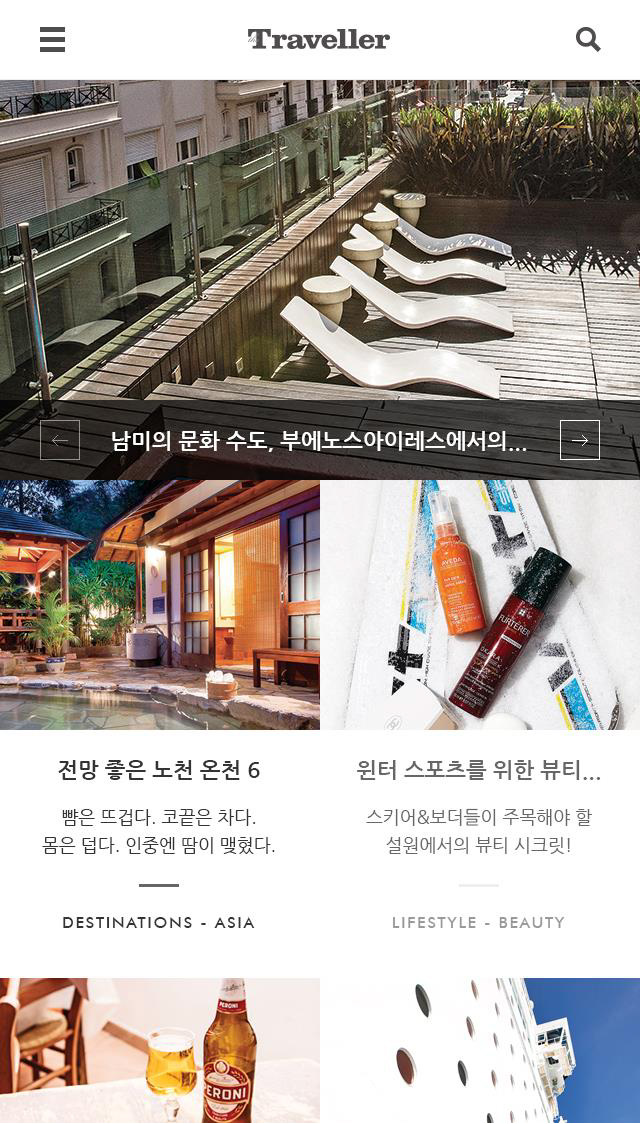 Traveller
남미의 문화 수도, 부에노스아이레스에서의...
AVEDA
FURTERER
전망 좋은 노천 온천 6
뺨은 뜨겁다. 코끝은 차다.
몸은 덥다. 인중엔 땀이 맺혔다.
DESTINATIONS - ASIA
윈터 스포츠를 위한 뷰티...
스키어&보더들이 주목해야 할
설원에서의 뷰티 시크릿!
LIFESTYLE - BEAUTY
PERONI
PERONI